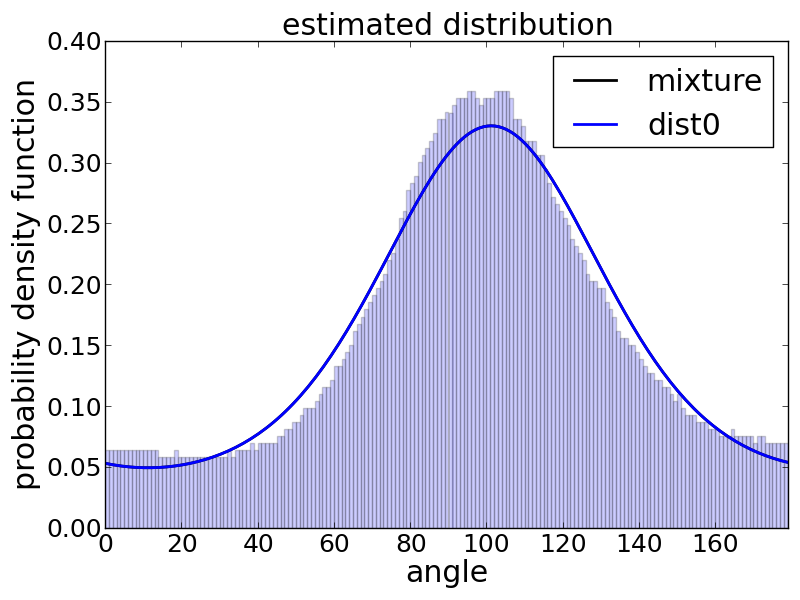 estimated distribution
0.40
0.35
0.30
0.25
0.20
0.15
0.10
0.05
0.00
probability density function
mixture
dist0
0 20 40 60 80 100 120 140 160
angle